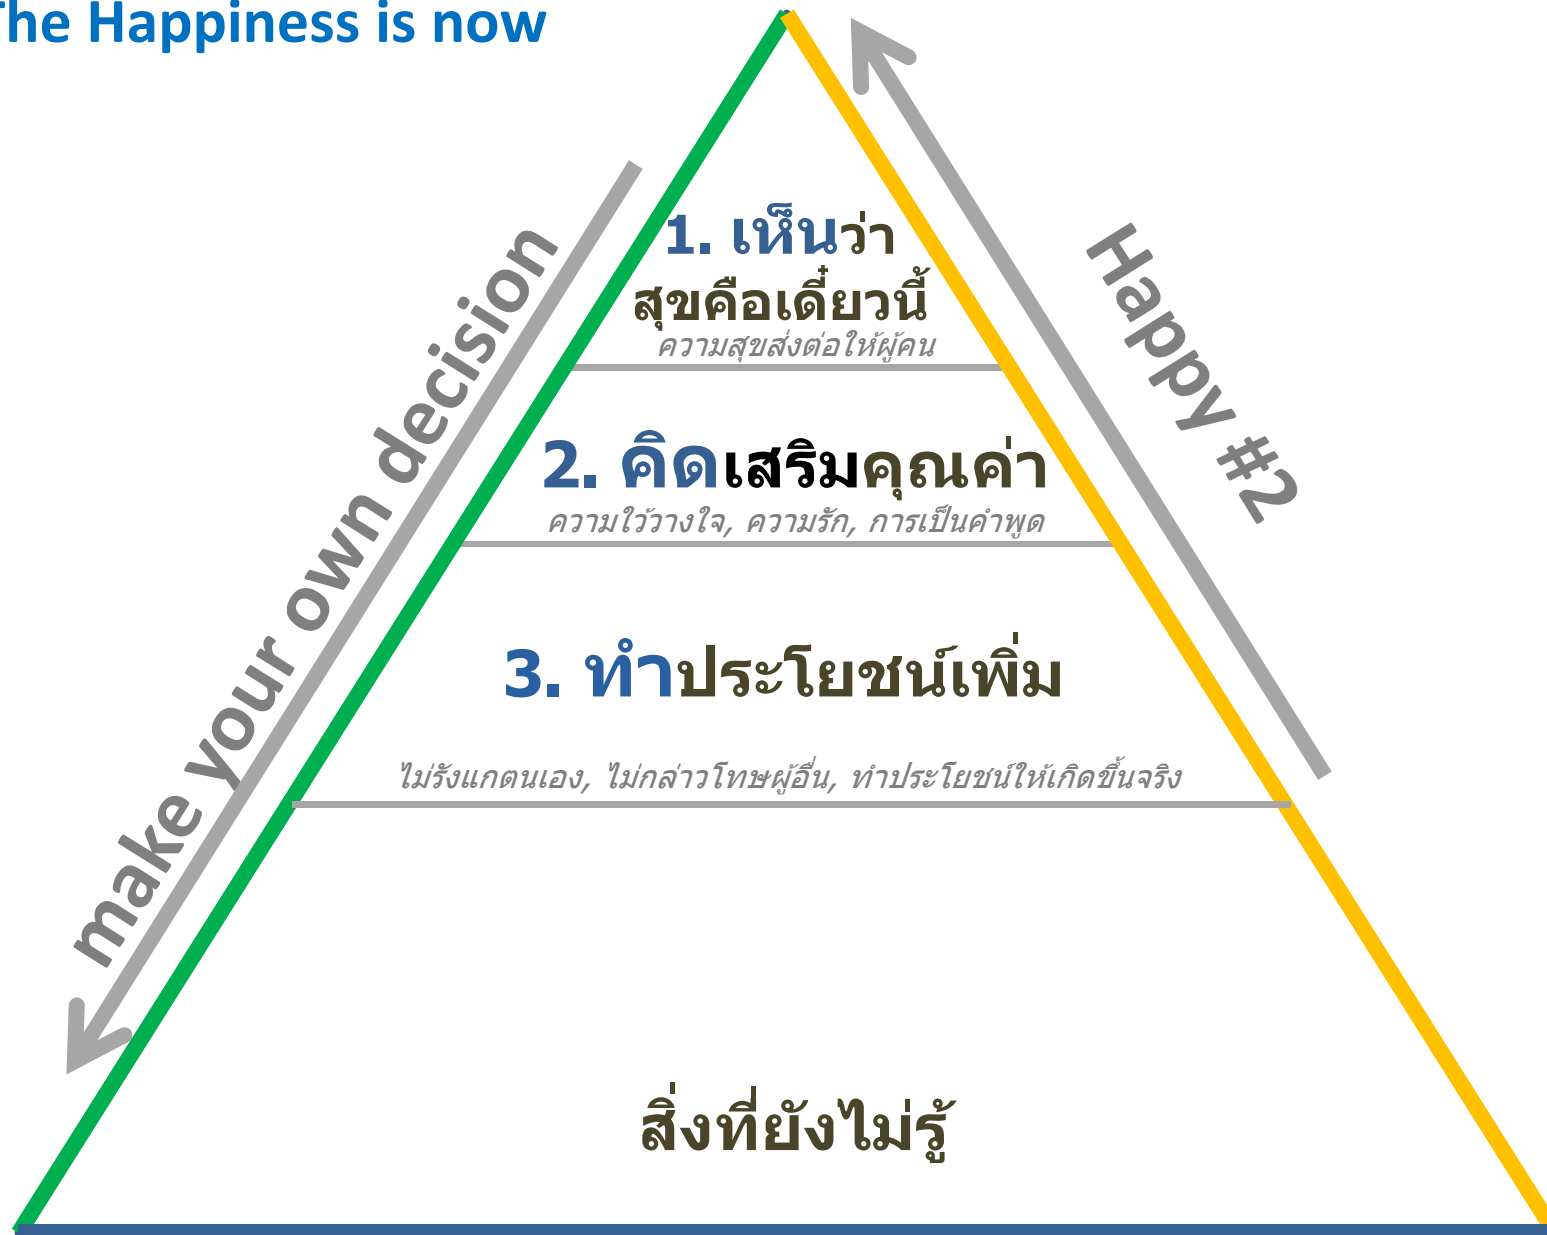 The Happiness is now
1. เห็นว่า
สุขคือเดี๋ยวนี้
ความสุขส่งต่อให้ผู้คน
2. คิดเสริมคุณค่า
ความใว้วางใจ, ความรัก, การเป็นคำพูด
3. ทำประโยชน์เพิ่ม
ไม่รังแกตนเอง, ไม่กล่าวโทษผู้อื่น, ทำประโยชน์ให้เกิดขึ้นจริง
สิ่งที่ยังไม่รู้
make your own decision
Happy #2